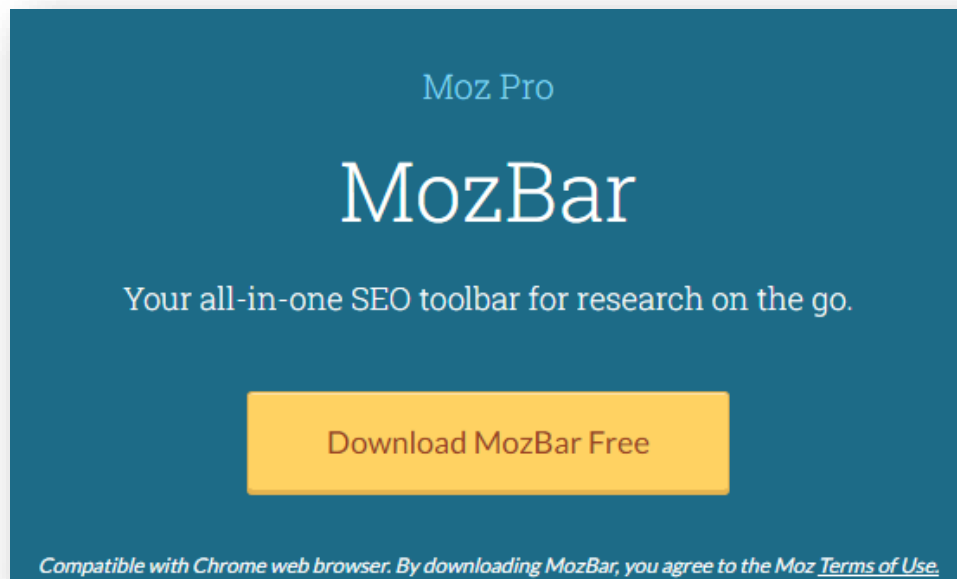 Moz Pro
MozBar
Your all-in-one SEO toolbar for research on the go.
Download MozBar Free
Compatible with Chrome web browser. By downloading MozBar, you agree to the Moz Terms of Use.